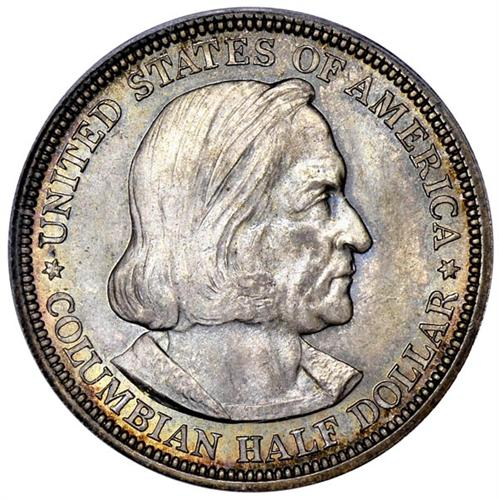 UNITED STATES OF AMERICA
COLUMBIAN HALF DOLLAR